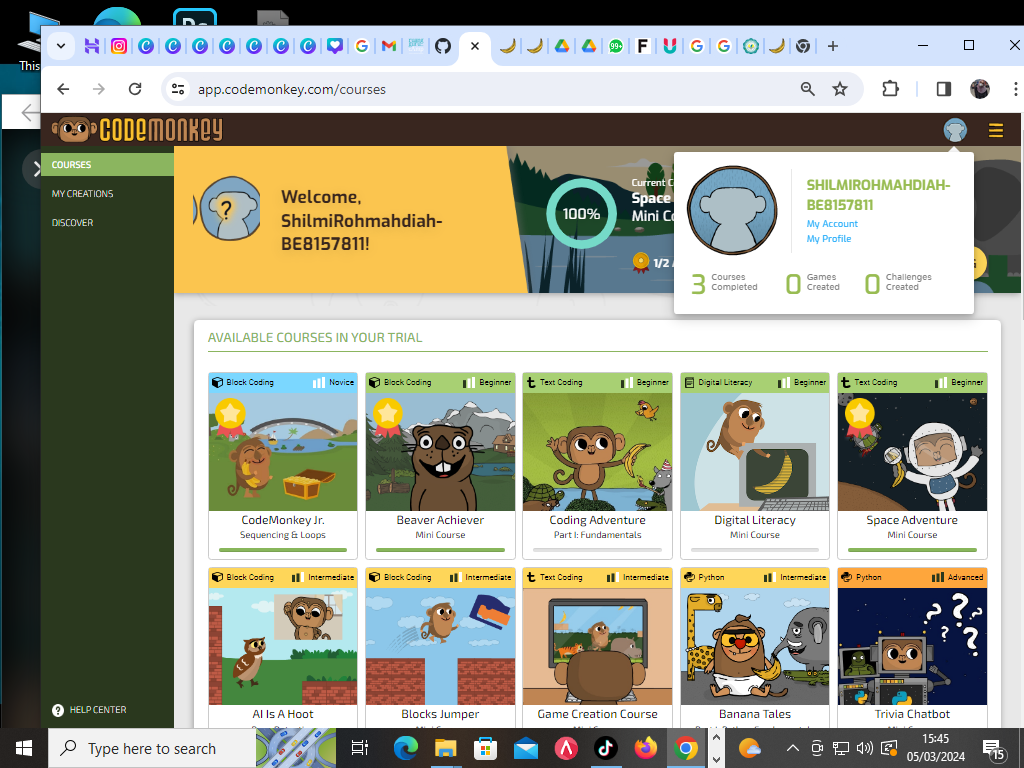 This
app.codemonkey.com/courses
CODEMONKEY
COURSES
MY CREATIONS
DISCOVER
?
Welcome,
ShilmiRohmahdiah-
BE8157811!
100%
Space
Mini Co
1/2
SHILMIROHMAHDIAH-
BE8157811
My Account
My Profile
3 Courses
Completed
0 Games
Created
0 Challenges
Created
AVAILABLE COURSES IN YOUR TRIAL
Block Coding Novice
Block Coding Beginner
Text Coding Beginner
Digital Literacy Beginner
Text Coding Beginner
CodeMonkey Jr.
Sequencing & Loops
Beaver Achiever
Mini Course
Coding Adventure
Part I: Fundamentals
Digital Literacy
Mini Course
Space Adventure
Mini Course
Block Coding Intermediate
Block Coding Intermediate
Text Coding Intermediate
Python Intermediate
Python Advanced
? ? ? ?
AI Is A Hoot
Blocks Jumper
Game Creation Course
Banana Tales
Trivia Chatbot
? HELP CENTER
Type here to search
15:45
05/03/2024
15